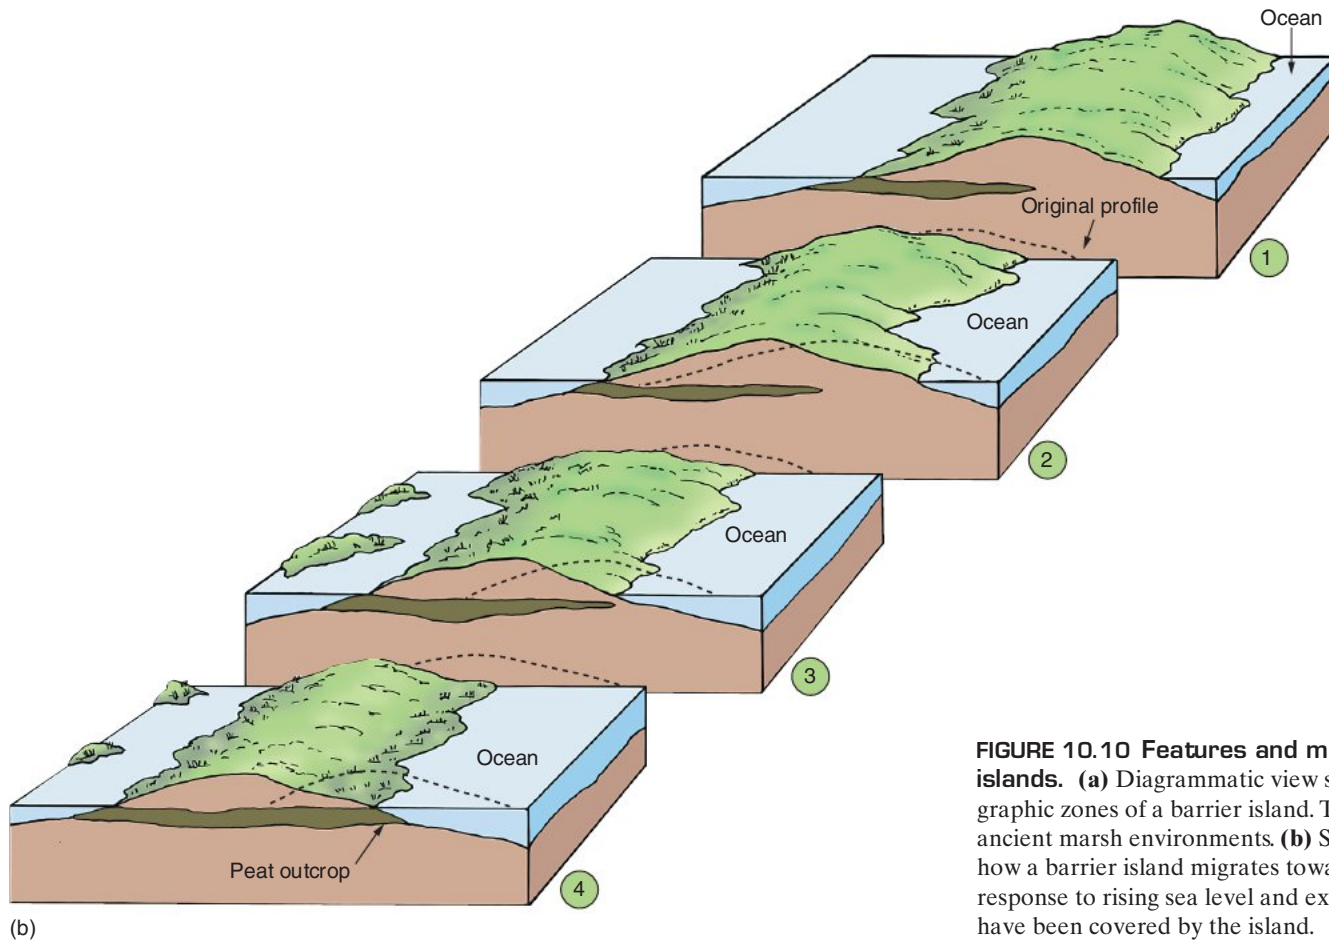 Ocean
Original profile
1
Ocean
2
Ocean
3
Ocean
Peat outcrop
4
(b)
FIGURE 10.10 Features and m
islands. (a) Diagrammatic view s
graphic zones of a barrier island. T
ancient marsh environments. (b) S
how a barrier island migrates towa
response to rising sea level and ex
have been covered by the island.